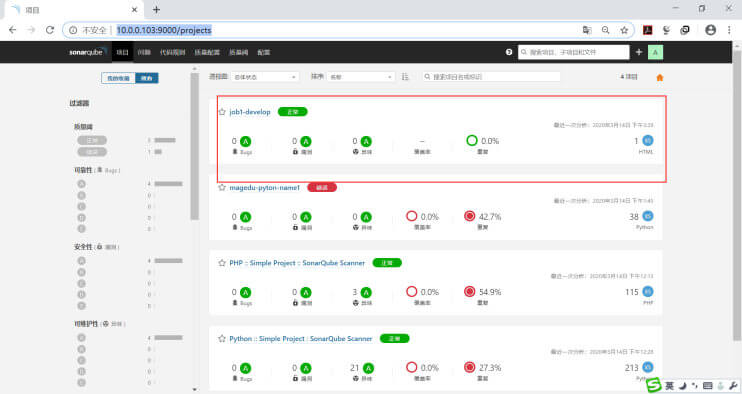 项目
不安全 | 10.0.0.103:9000/projects
sonarqube 项目 问题 代码规则 质量配置 质量阈 配置 搜索项目、子项目和文件 A
我的收藏 所有 透视图: 总体状态 排序: 名称 搜索项目名或标识 4 项目
过滤器
job1-develop 正常
最近一次分析: 2020年3月14日 下午3:39
0 A 0 A 0 A – 0.0% 1 XS
Bugs 漏洞 异味 覆盖率 重复 HTML
magedu-pyton-name1 错误
最近一次分析: 2020年3月14日 下午1:45
0 A 0 A 0 A 0.0% 42.7% 38 XS
Bugs 漏洞 异味 覆盖率 重复 Python
PHP :: Simple Project :: SonarQube Scanner 正常
最近一次分析: 2020年3月14日 下午12:13
0 A 0 A 3 A 0.0% 54.9% 115 XS
Bugs 漏洞 异味 覆盖率 重复 PHP
Python :: Simple Project : SonarQube Scanner 正常
最近一次分析: 2020年3月14日 下午12:28
0 A 0 A 21 A 0.0% 27.3% 213 XS
Bugs 漏洞 异味 覆盖率 重复 Python
质量阈
正常 3
错误 1
可靠性 ( Bugs )
A 4
B 0
C 0
D 0
E 0
安全性 ( 漏洞 )
A 4
B 0
C 0
D 0
E 0
可维护性 ( 异味 )
A 4
B 0
C 0
D 0
E 0
英